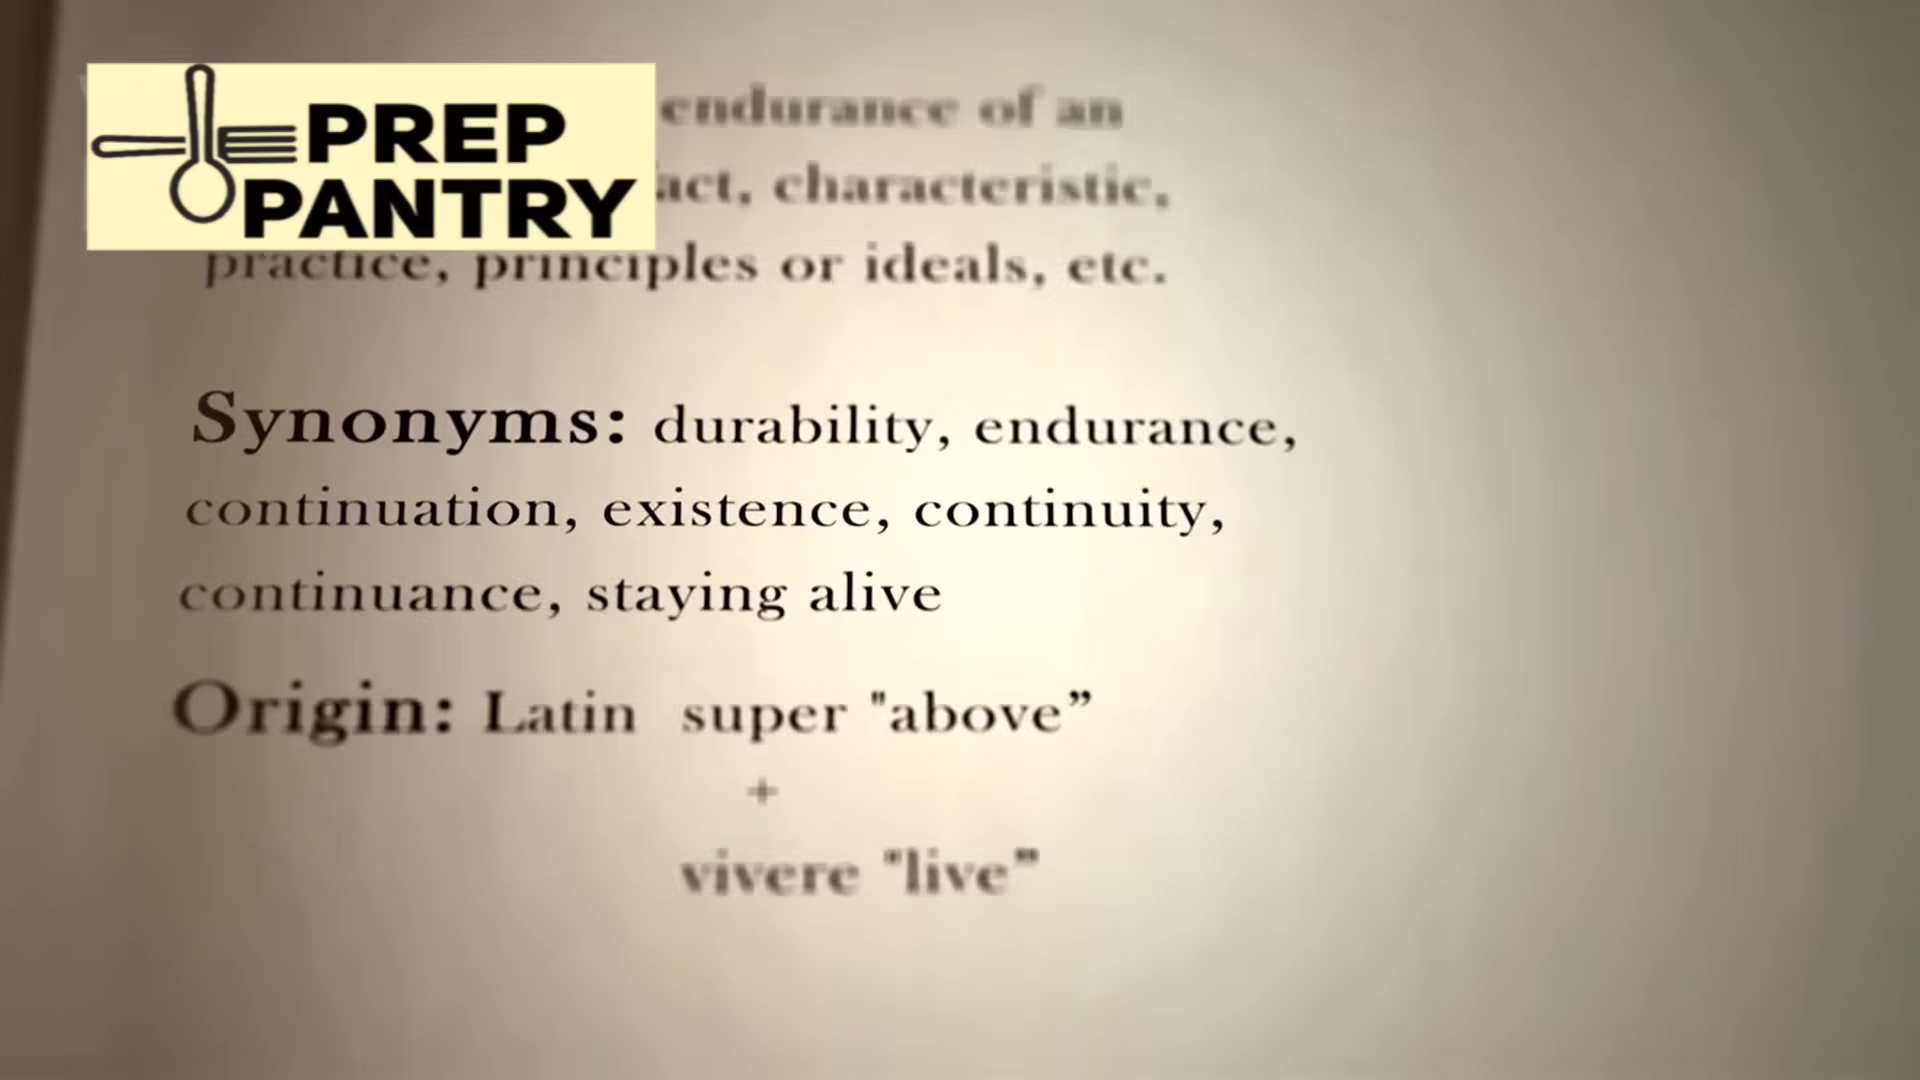 PREP
PANTRY
endurance of an
act, characteristic,
practice, principles or ideals, etc.
Synonyms: durability, endurance,
continuation, existence, continuity,
continuance, staying alive
Origin: Latin super "above”
+
vivere "live”